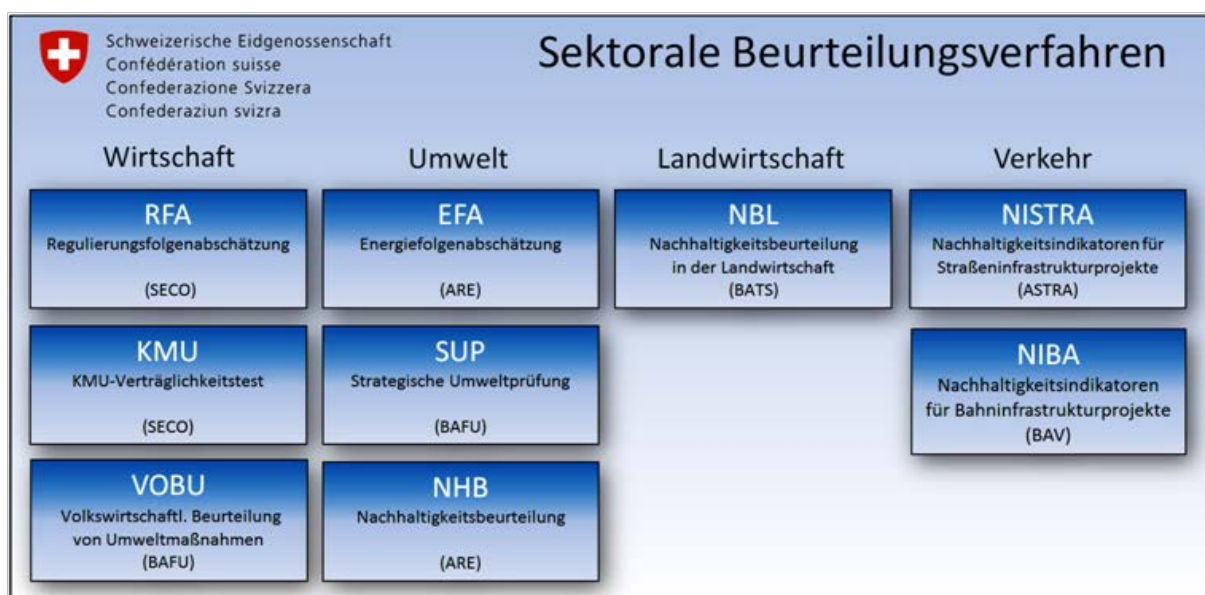 Schweizerische Eidgenossenschaft
Confédération suisse
Confederazione Svizzera
Confederaziun svizra
Sektorale Beurteilungsverfahren
Wirtschaft
RFA
Regulierungsfolgenabschätzung
(SECO)
KMU
KMU-Verträglichkeitstest
(SECO)
VOBU
Volkswirtschaftl. Beurteilung
von Umweltmaßnahmen
(BAFU)
Umwelt
EFA
Energiefolgenabschätzung
(ARE)
SUP
Strategische Umweltprüfung
(BAFU)
NHB
Nachhaltigkeitsbeurteilung
(ARE)
Landwirtschaft
NBL
Nachhaltigkeitsbeurteilung
in der Landwirtschaft
(BATS)
Verkehr
NISTRA
Nachhaltigkeitsindikatoren für
Straßeninfrastrukturprojekte
(ASTRA)
NIBA
Nachhaltigkeitsindikatoren
für Bahninfrastrukturprojekte
(BAV)